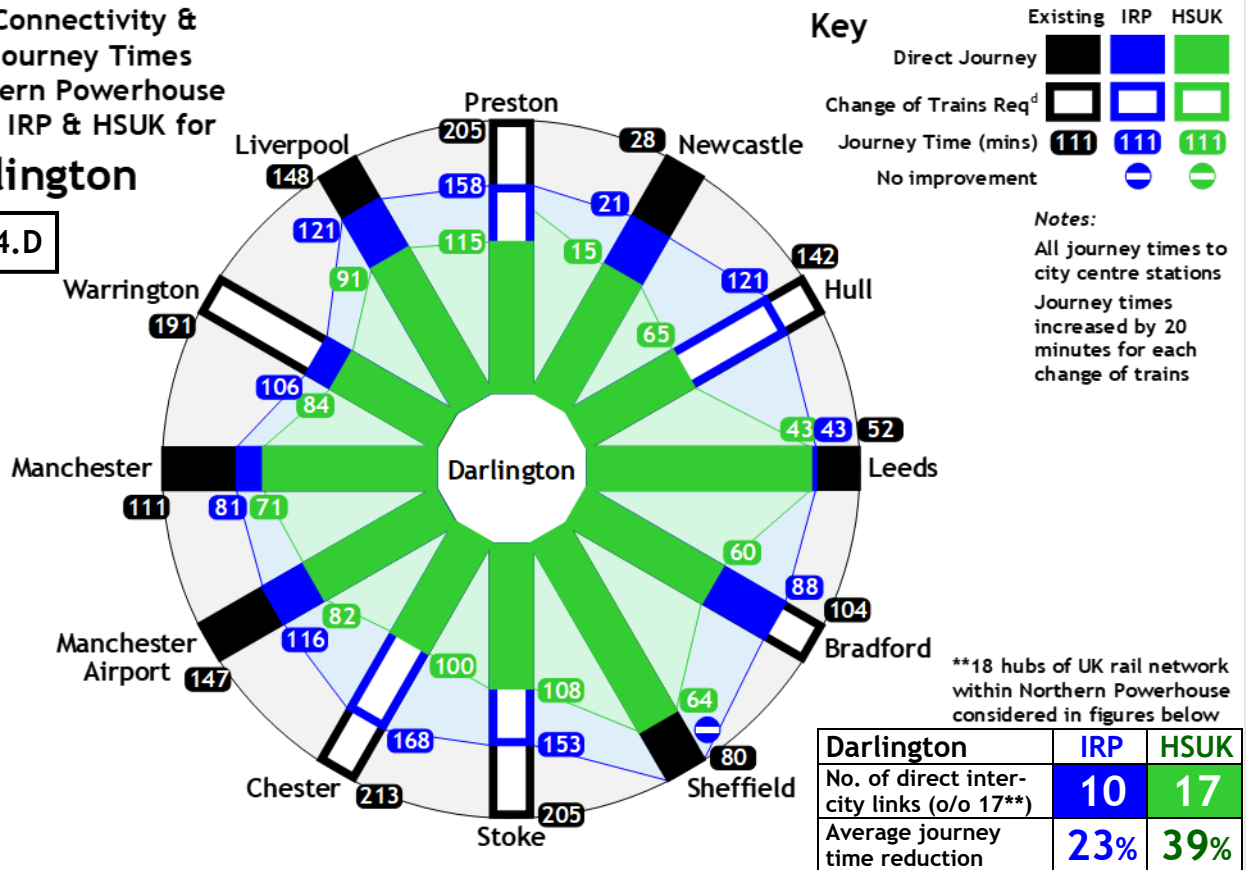 Connectivity &
ourney Times
ern Powerhouse
IRP & HSUK for
lington
4.D
Key
Existing IRP HSUK
Direct Journey
Change of Trains Reqd
Journey Time (mins) 111 111 111
No improvement
Notes:
All journey times to
city centre stations
Journey times
increased by 20
minutes for each
change of trains
Preston
205
158
115
Newcastle
28
21
15
Hull
142
121
65
Leeds
43 43 52
Bradford
60
88
104
Sheffield
64
80
Stoke
108
153
205
Chester
100
168
213
Manchester
Airport
82
116
147
Manchester
111 81 71
Warrington
191
106
84
Liverpool
148
121
91
Darlington
**18 hubs of UK rail network
within Northern Powerhouse
considered in figures below
Darlington IRP HSUK
No. of direct inter-
city links (o/o 17**) 10 17
Average journey
time reduction 23% 39%